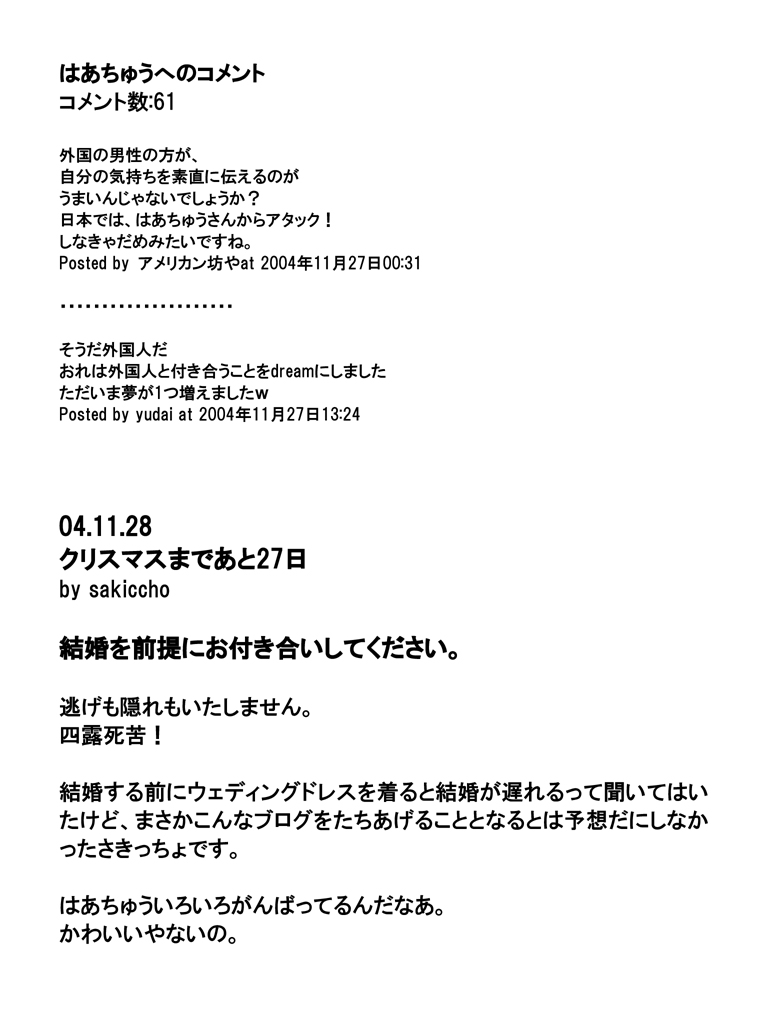 はあちゅうへのコメント
コメント数:61
外国の男性の方が、
自分の気持ちを素直に伝えるのが
うまいんじゃないでしょうか？
日本では、はあちゅうさんからアタック！
しなきゃだめみたいですね。
Posted by アメリカン坊やat 2004年11月27日00:31
・・・・・・・・・・・・・・・・・・・・・
そうだ外国人だ
おれは外国人と付き合うことをdreamにしました
ただいま夢が1つ増えましたｗ
Posted by yudai at 2004年11月27日13:24
04.11.28
クリスマスまであと27日
by sakiccho
結婚を前提にお付き合いしてください。
逃げも隠れもいたしません。
四露死苦！
結婚する前にウェディングドレスを着ると結婚が遅れるって聞いてはい
たけど、まさかこんなブログをたちあげることとなるとは予想だにしなか
ったさきっちょです。
はあちゅういろいろがんばってるんだなあ。
かわいいやないの。